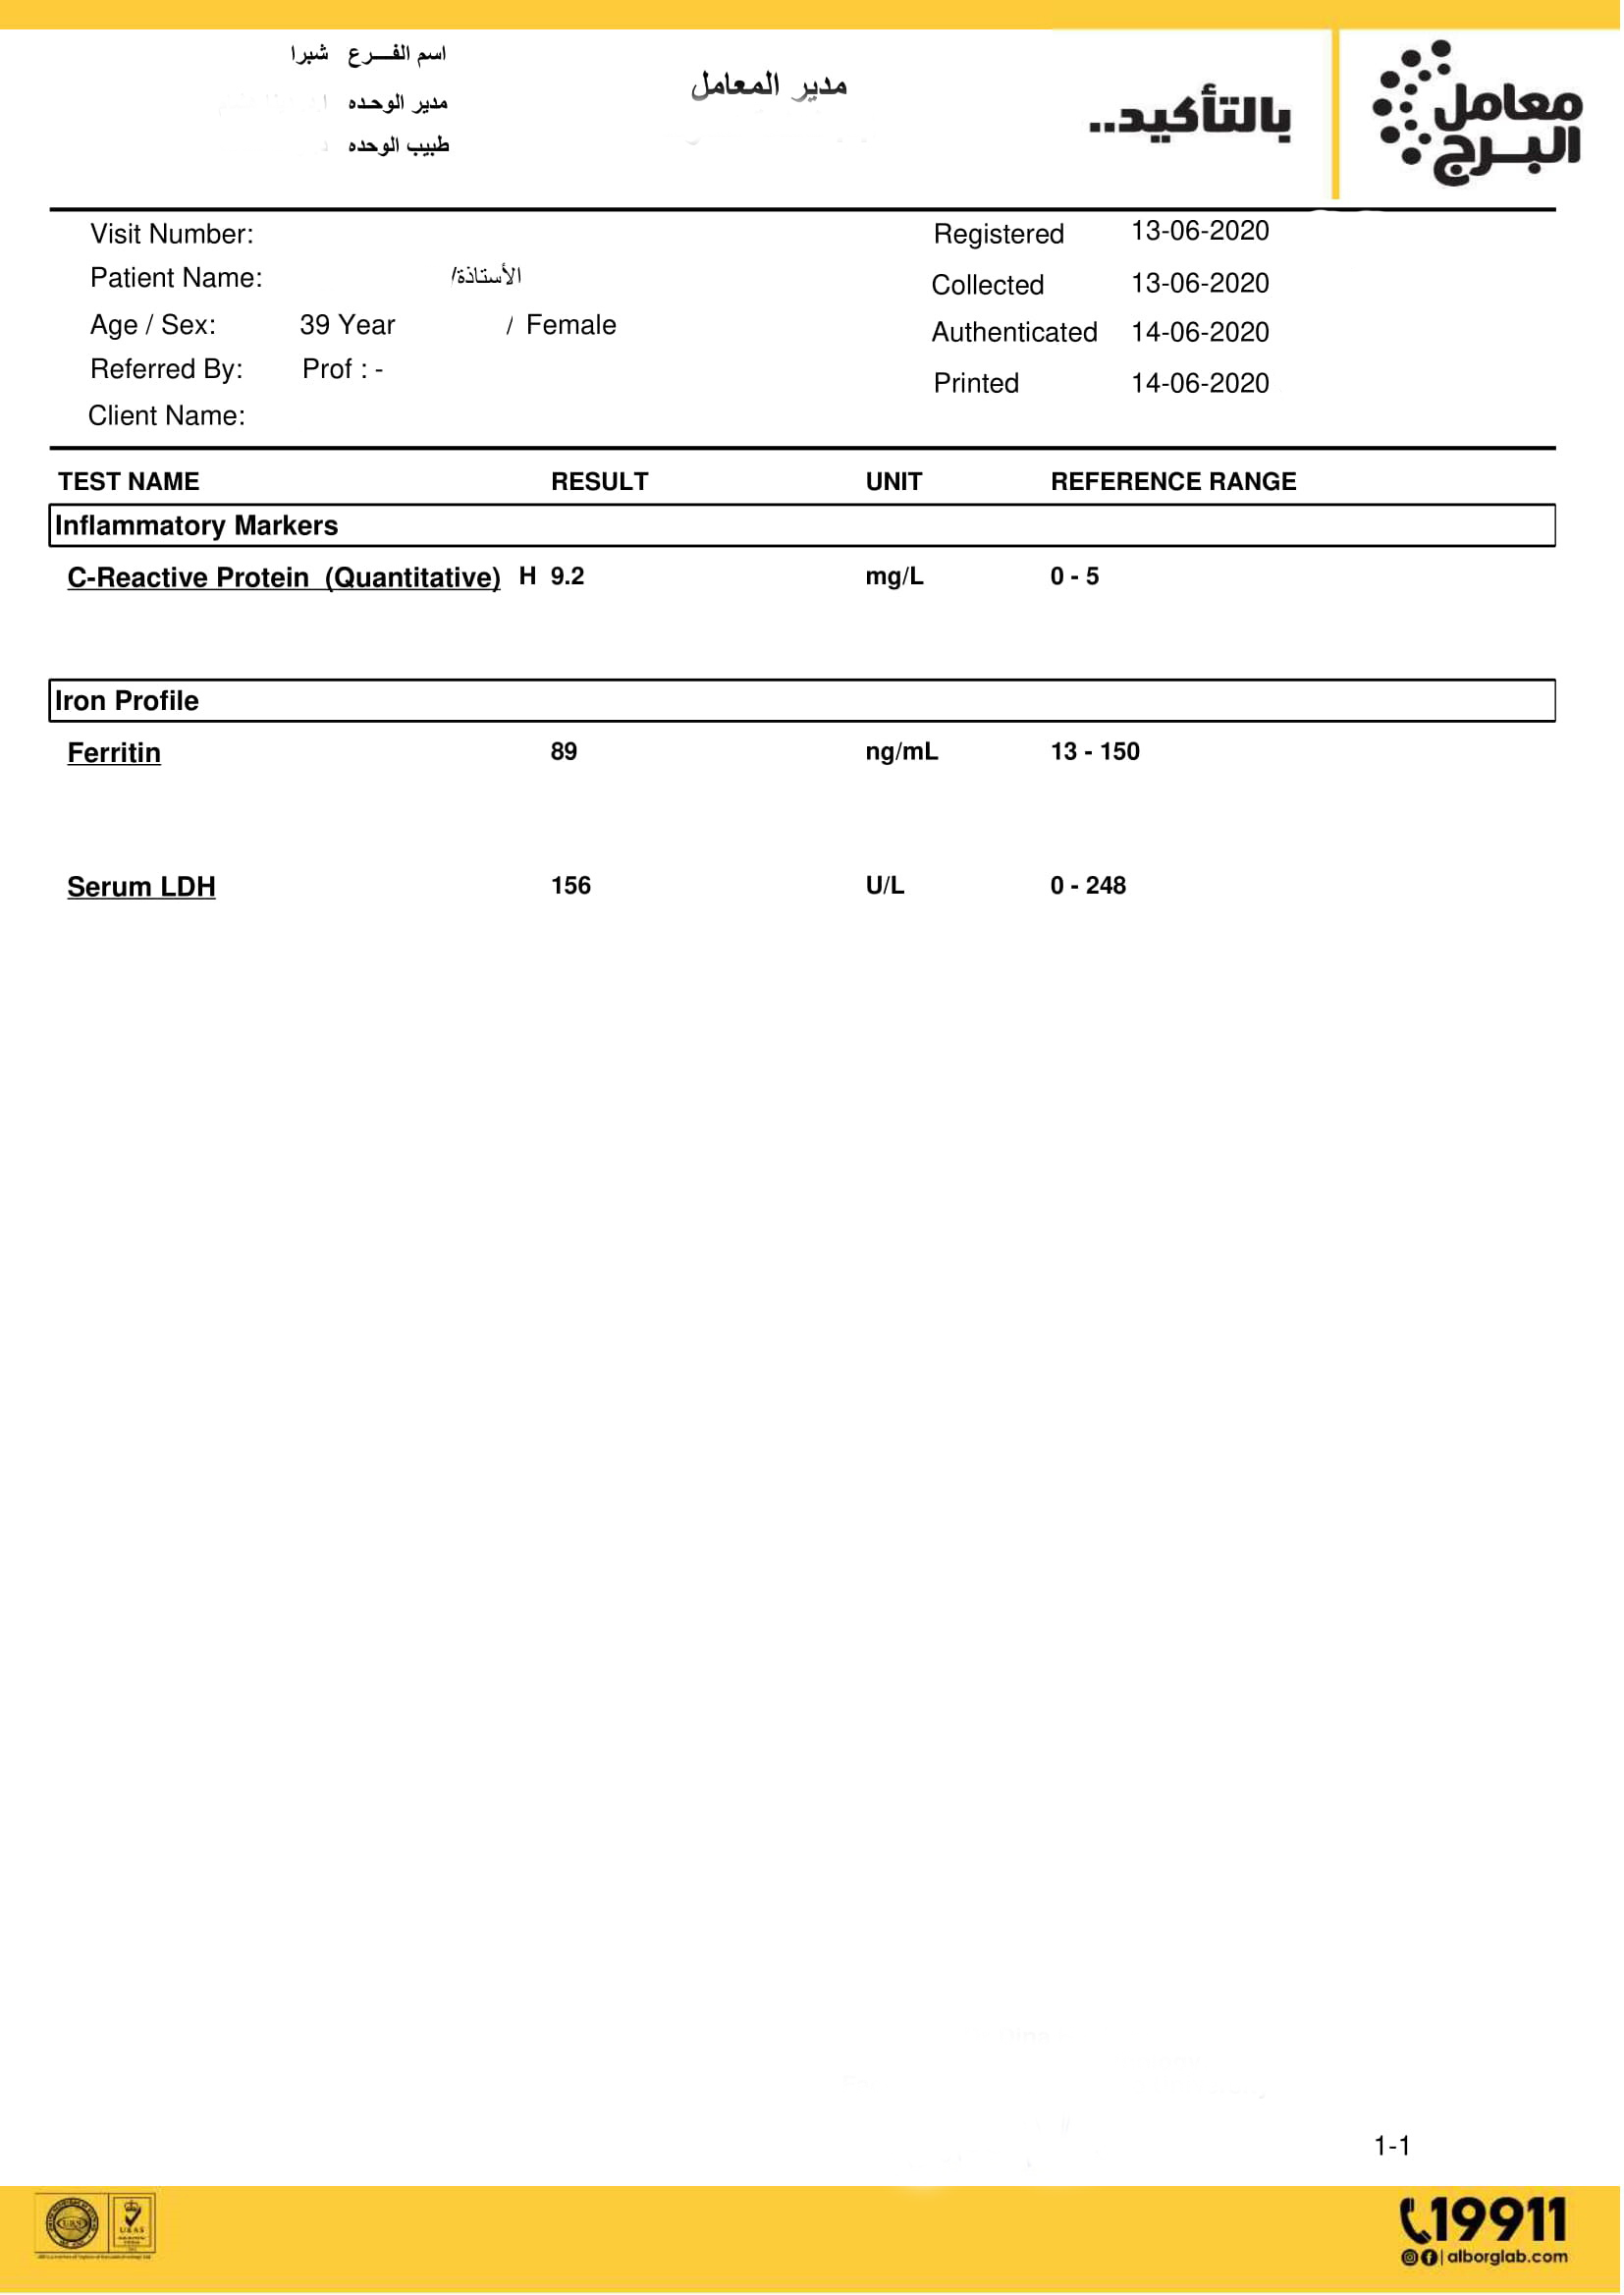 اسم الفـــرع شبرا
مدير الوحده
طبيب الوحده
مدير المعامل
بالتأكيد..
معامل
البرج
Visit Number:
Patient Name: الأستاذة/
Age / Sex: 39 Year / Female
Referred By: Prof : -
Client Name:
Registered 13-06-2020
Collected 13-06-2020
Authenticated 14-06-2020
Printed 14-06-2020
TEST NAME RESULT UNIT REFERENCE RANGE
Inflammatory Markers
C-Reactive Protein (Quantitative) H 9.2 mg/L 0 - 5
Iron Profile
Ferritin 89 ng/mL 13 - 150
Serum LDH 156 U/L 0 - 248
1-1
URS
UKAS
19911
alborglab.com